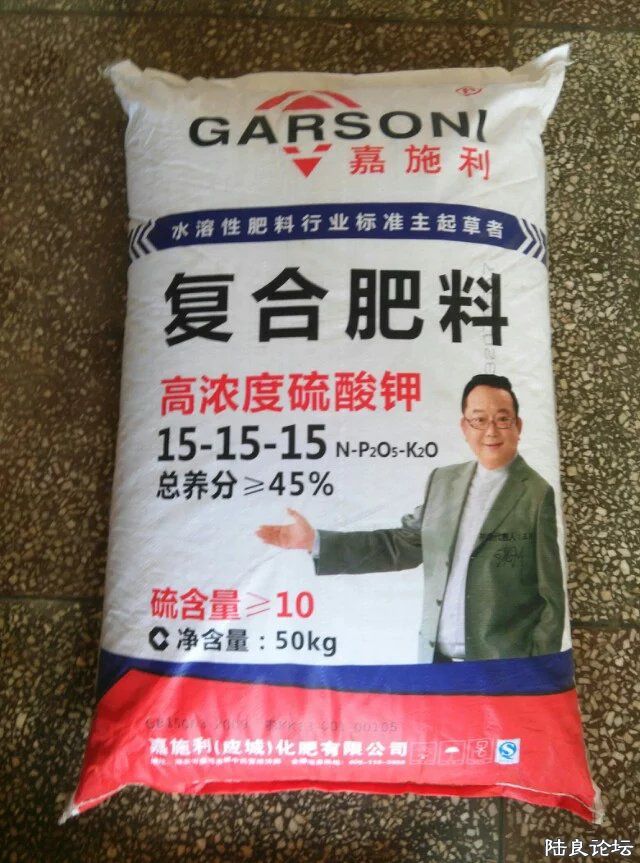 GARSONI ®
嘉施利
水溶性肥料行业标准主起草者
复合肥料
高浓度硫酸钾
15-15-15 N-P2O5-K2O
总养分≥45%
硫含量≥10
净含量：50kg
嘉施利(应城)化肥有限公司
陆良论坛